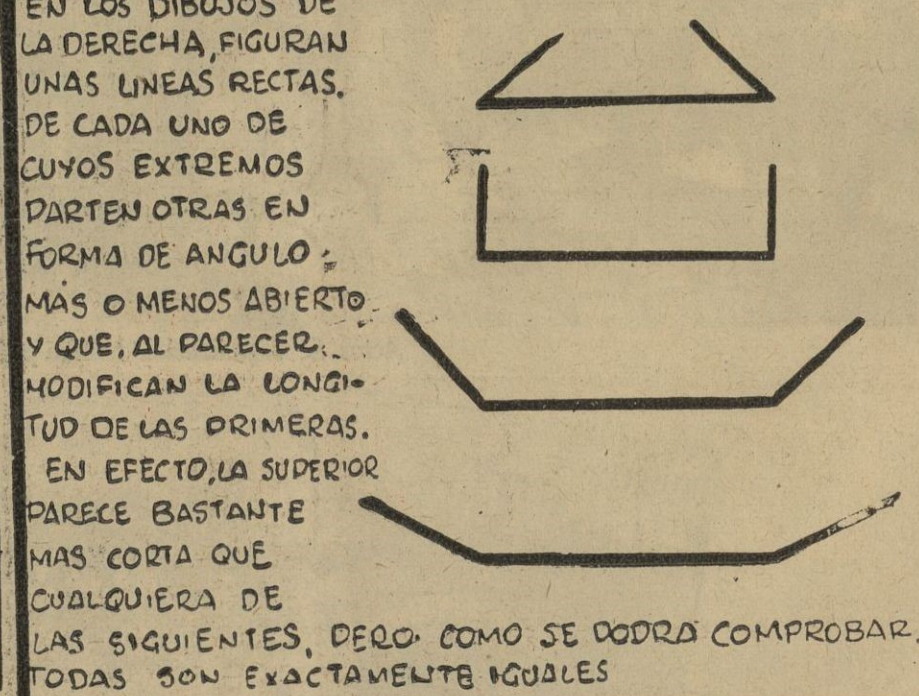 EN LOS DIBUJOS DE
LA DERECHA, FIGURAN
UNAS LINEAS RECTAS.
DE CADA UNO DE
CUYOS EXTREMOS
PARTEN OTRAS EN
FORMA DE ANGULO
MAS O MENOS ABIERTO
Y QUE, AL PARECER.
MODIFICAN LA LONGI-
TUD DE LAS PRIMERAS.
EN EFECTO, LA SUPERIOR
PARECE BASTANTE
MAS CORTA QUE
CUALQUIERA DE
LAS SIGUIENTES, PERO. COMO SE PODRA COMPROBAR,
TODAS SON EXACTAMENTE IGUALES